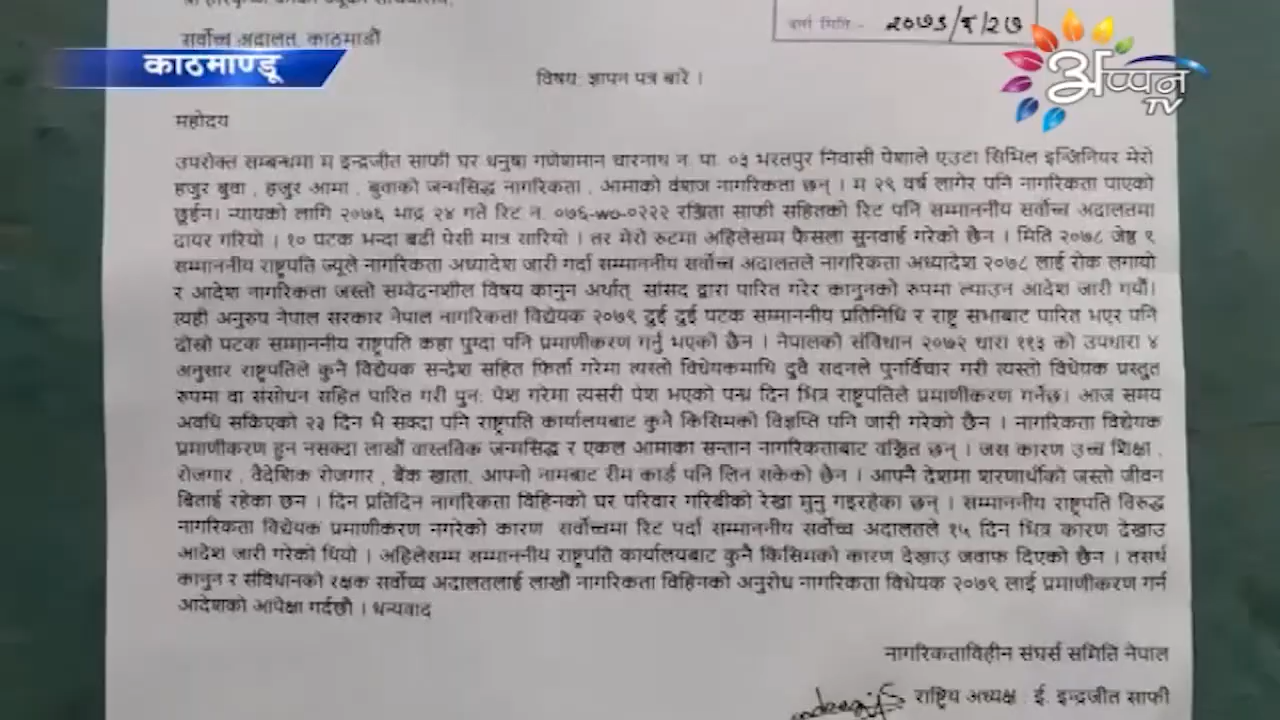 सर्वोच्च अदालत, काठमाडौं
दर्ता मिति:-
काठमाण्डू
अप्पन
TV
विषय: ज्ञापन पत्र बारे ।
महोदय
उपरोक्त सम्बन्धमा म इन्द्रजीत साफी घर धनुषा गणेशमान चारनाथ न. पा. ०३ भरतपुर निवासी पेशाले एउटा सिभिल इन्जिनियर मेरो
हजुर बुवा , हजुर आमा , बुवाको जन्मसिद्ध नागरिकता , आमाको वंशज नागरिकता छन् । म २९ वर्ष लागेर पनि नागरिकता पाएको
छुईन। न्यायको लागि २०७६ भाद्र २४ गते रिट न. ०७६-wo-०२२२ रञ्जिता साफी सहितको रिट पनि सम्माननीय सर्वोच्च अदालतमा
दायर गरियो । १० पटक भन्दा बढी पेसी मात्र सारियो । तर मेरो रुटमा अहिलेसम्म फैसला सुनवाई गरेको छैन । मिति २०७८ जेष्ठ ९
सम्माननीय राष्ट्रपति ज्यूले नागरिकता अध्यादेश जारी गर्दा सम्माननीय सर्वोच्च अदालतले नागरिकता अध्यादेश २०७८ लाई रोक लगायो
र आदेश नागरिकता जस्तो सम्वेदनशील विषय कानुन अर्थात् सांसद द्वारा पारित गरेर कानुनको रुपमा ल्याउन आदेश जारी गर्यौ।
त्यही अनुरुप नेपाल सरकार नेपाल नागरिकता विद्येयक २०७९ दुई दुई पटक सम्माननीय प्रतिनिधि र राष्ट्र सभाबाट पारित भएर पनि
दोस्रो पटक सम्माननीय राष्ट्रपति कहा पुग्दा पनि प्रमाणीकरण गर्नु भएको छैन । नेपालको संविधान २०७२ धारा ११३ को उपधारा ४
अनुसार राष्ट्रपतिले कुनै विद्येयक सन्देश सहित फिर्ता गरेमा त्यस्तो विधेयकमाथि दुवै सदनले पुनर्विचार गरी त्यस्तो विधेयक प्रस्तुत
रुपमा वा संसोधन सहित पारित गरी पुन: पेश गरेमा त्यसरी पेश भएको पन्ध्र दिन भित्र राष्ट्रपतिले प्रमाणीकरण गर्नेछ। आज समय
अवधि सकिएको २३ दिन भै सक्दा पनि राष्ट्रपति कार्यालयबाट कुनै किसिमको विज्ञप्ति पनि जारी गरेको छैन । नागरिकता विद्येयक
प्रमाणीकरण हुन नसक्दा लाखौं वास्तविक जन्मसिद्ध र एकल आमाका सन्तान नागरिकताबाट वञ्चित छन् । जस कारण उच्च शिक्षा ,
रोजगार , वैदेशिक रोजगार , बैंक खाता, आफ्नो नामबाट सीम कार्ड पनि लिन सकेको छैन । आफ्नै देशमा शरणार्थीको जस्तो जीवन
बिताई रहेका छन । दिन प्रतिदिन नागरिकता विहिनको घर परिवार गरिबीको रेखा मुनु गइरहेका छन् । सम्माननीय राष्ट्रपति विरुद्ध
नागरिकता विद्येयक प्रमाणीकरण नगरेको कारण सर्वोच्चमा रिट पर्दा सम्माननीय सर्वोच्च अदालतले १५ दिन भित्र कारण देखाउ
आदेश जारी गरेको थियो । अहिलेसम्म सम्माननीय राष्ट्रपति कार्यालयबाट कुनै किसिमको कारण देखाउ जवाफ दिएको छैन । तसर्थ
कानुन र संविधानको रक्षक सर्वोच्च अदालतलाई लाखौं नागरिकता विहिनको अनुरोध नागरिकता विधेयक २०७९ लाई प्रमाणीकरण गर्न
आदेशको आपेक्षा गर्दछौ । धन्यवाद
नागरिकताविहीन संघर्स समिति नेपाल
राष्ट्रिय अध्यक्ष : ई. इन्द्रजीत साफी